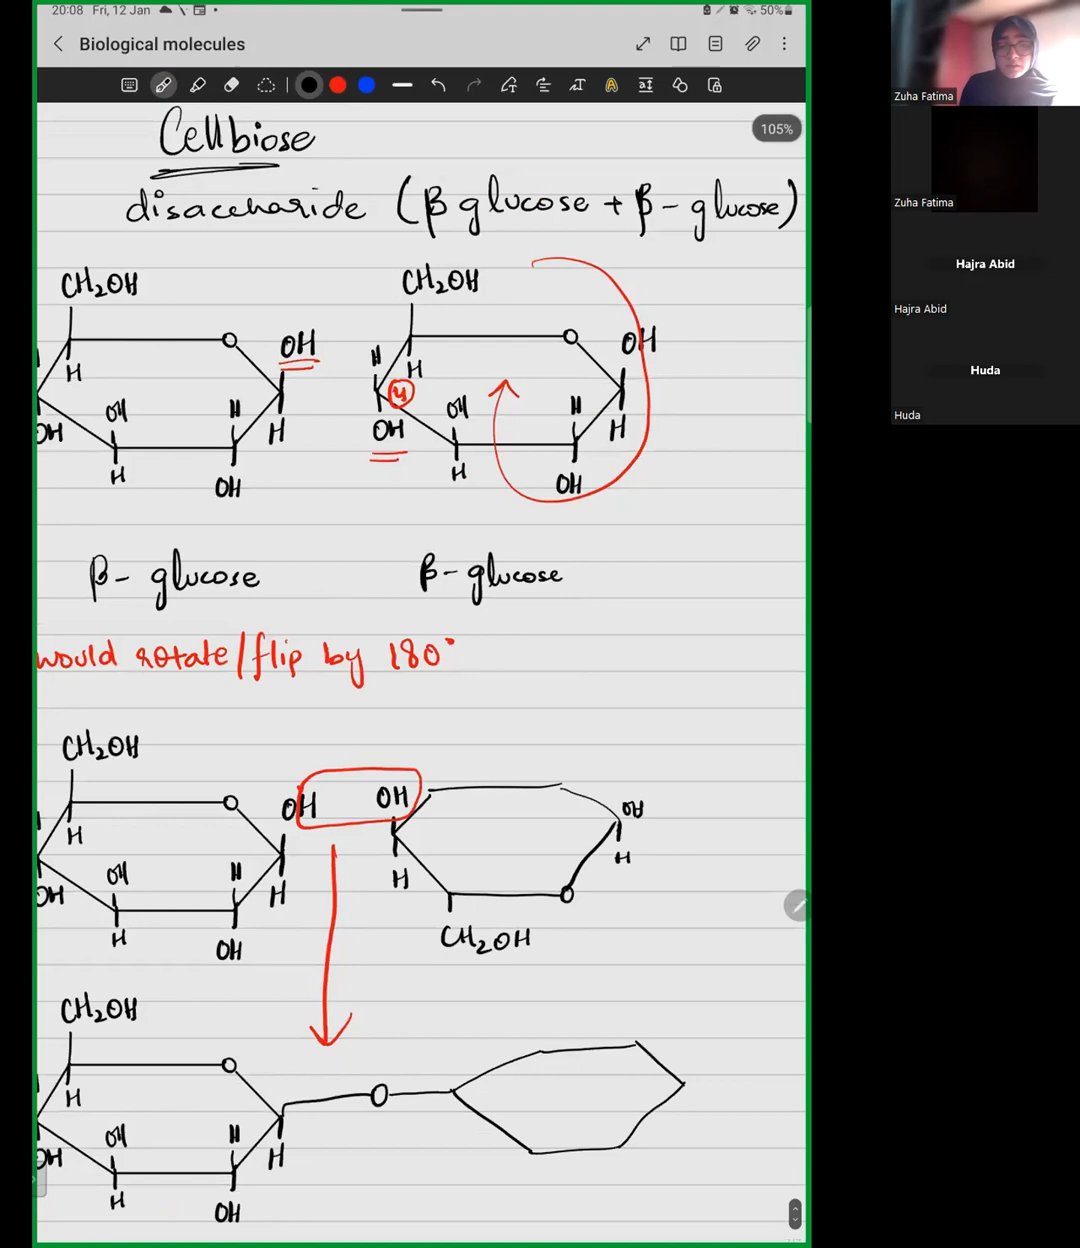 20:08 Fri, 12 Jan
50%
Biological molecules
105%
Cellbiose
disaccharide (β glucose + β- glucose)
CH₂OH CH₂OH
O OH O OH
H H H
4
OH H H OH OH H H
OH H H
OH OH
β- glucose β- glucose
would rotate/flip by 180°
CH₂OH
O OH OH OH
H H
OH H H H
OH O
H CH₂OH
OH
CH₂OH
O
H O
OH H H
OH
H
OH
Zuha Fatima
Zuha Fatima
Hajra Abid
Hajra Abid
Huda
Huda